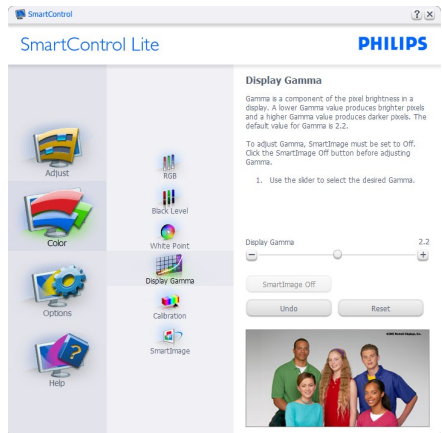 SmartControl
SmartControl Lite
PHILIPS
Adjust
Color
Options
Help
RGB
Black Level
White Point
Display Gamma
Calibration
SmartImage
Display Gamma
Gamma is a component of the pixel brightness in a
display. A lower Gamma value produces brighter pixels
and a higher Gamma value produces darker pixels. The
default value for Gamma is 2.2.
To adjust Gamma, SmartImage must be set to Off.
Click the SmartImage Off button before adjusting
Gamma.
1. Use the slider to select the desired Gamma.
Display Gamma 2.2
SmartImage Off
Undo Reset